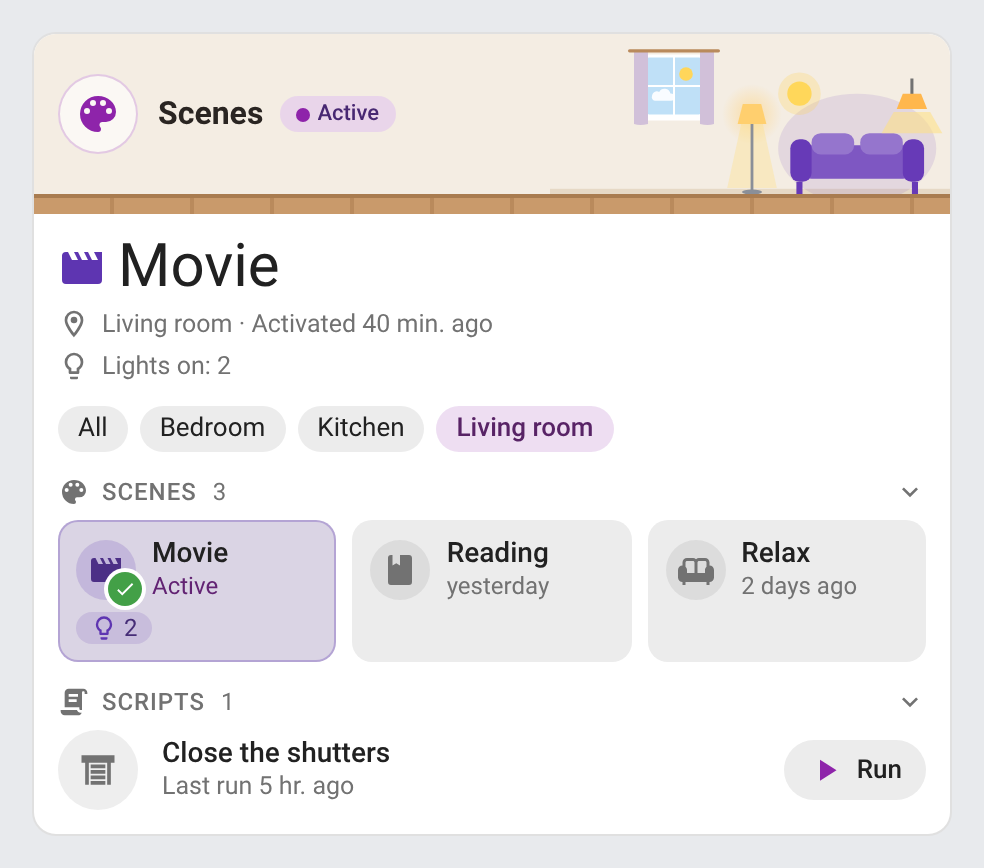 Scenes
Active
Movie
Living room · Activated 40 min. ago
Lights on: 2
All
Bedroom
Kitchen
Living room
SCENES 3
Movie
Active
2
Reading
yesterday
Relax
2 days ago
SCRIPTS 1
Close the shutters
Last run 5 hr. ago
Run